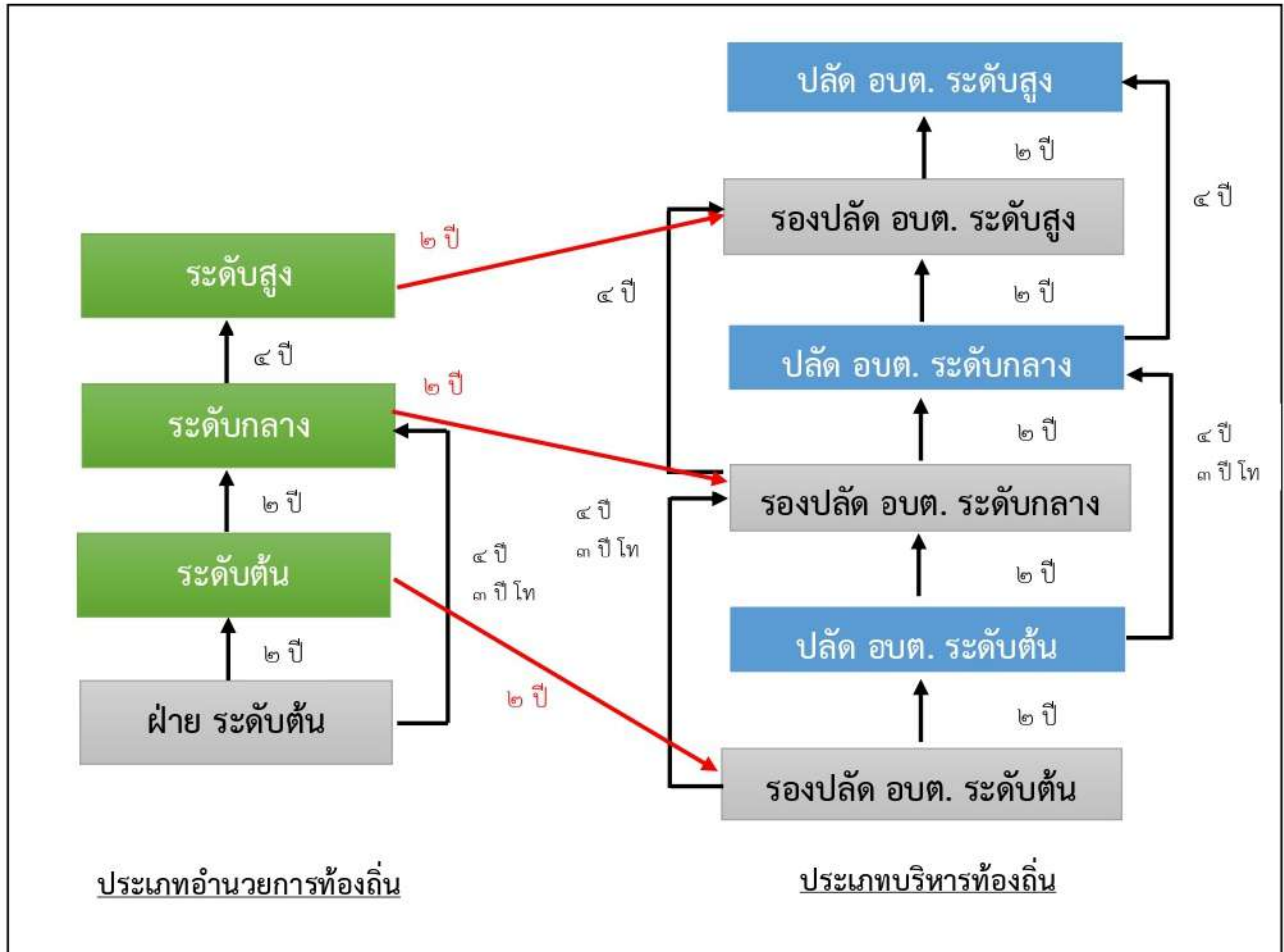 ปลัด อบต. ระดับสูง
๒ ปี
๔ ปี
รองปลัด อบต. ระดับสูง
๒ ปี
ระดับสูง
๔ ปี
๒ ปี
ปลัด อบต. ระดับกลาง
๔ ปี
๒ ปี
ระดับกลาง
๒ ปี
๔ ปี
๓ ปี โท
รองปลัด อบต. ระดับกลาง
๒ ปี
๔ ปี
๓ ปี โท
ระดับต้น
๔ ปี
๓ ปี โท
๒ ปี
ปลัด อบต. ระดับต้น
๒ ปี
๒ ปี
ฝ่าย ระดับต้น
๒ ปี
รองปลัด อบต. ระดับต้น
ประเภทอำนวยการท้องถิ่น
ประเภทบริหารท้องถิ่น